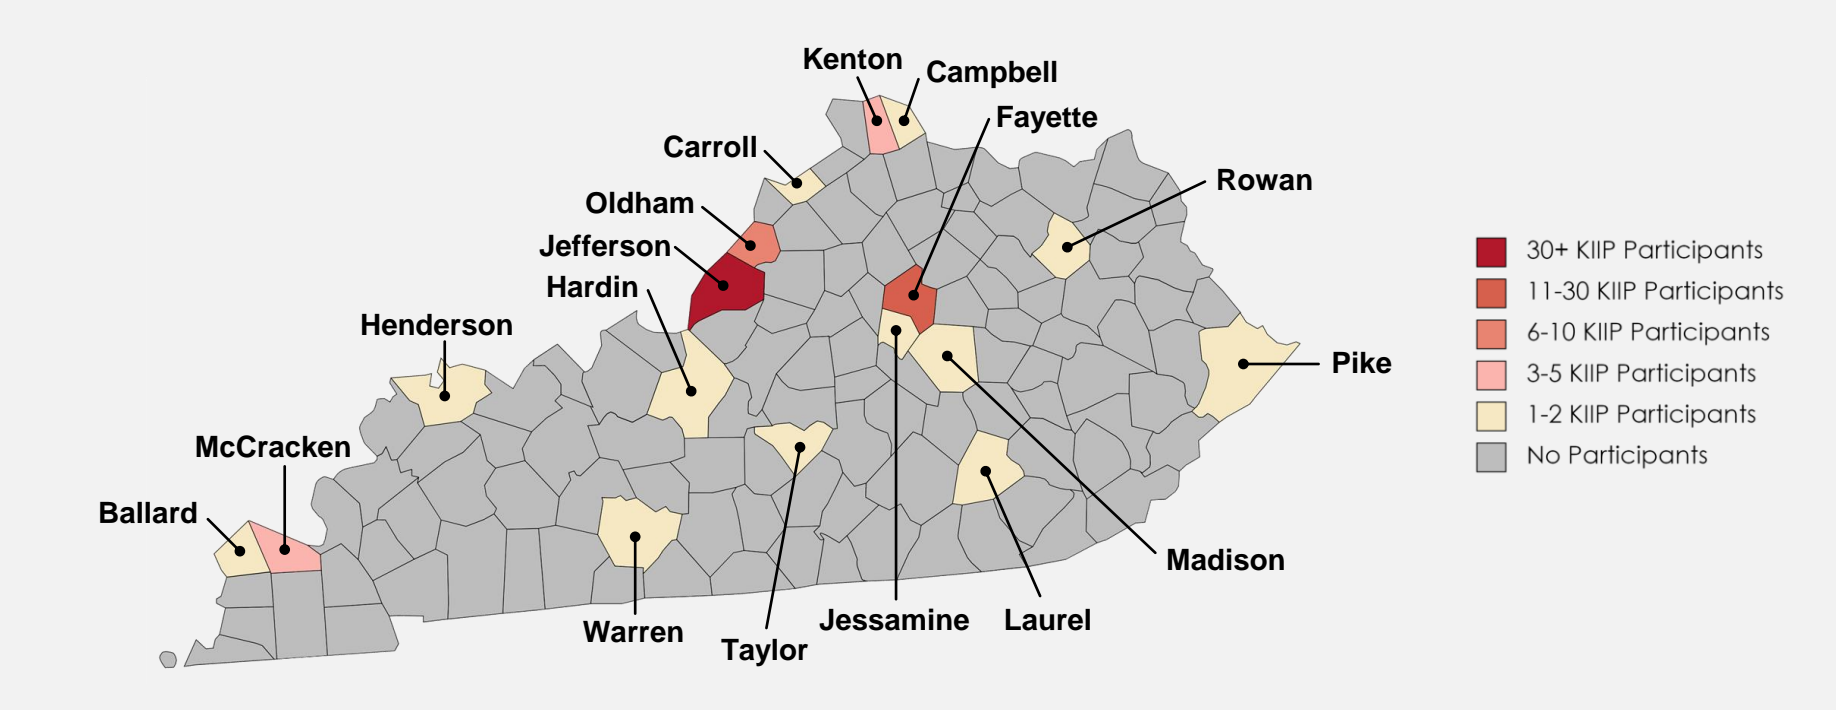 Kenton
Campbell
Fayette
Carroll
Rowan
Oldham
Jefferson
Hardin
Henderson
Pike
McCracken
Ballard
Madison
Jessamine
Laurel
Warren
Taylor
30+ KIIP Participants
11-30 KIIP Participants
6-10 KIIP Participants
3-5 KIIP Participants
1-2 KIIP Participants
No Participants